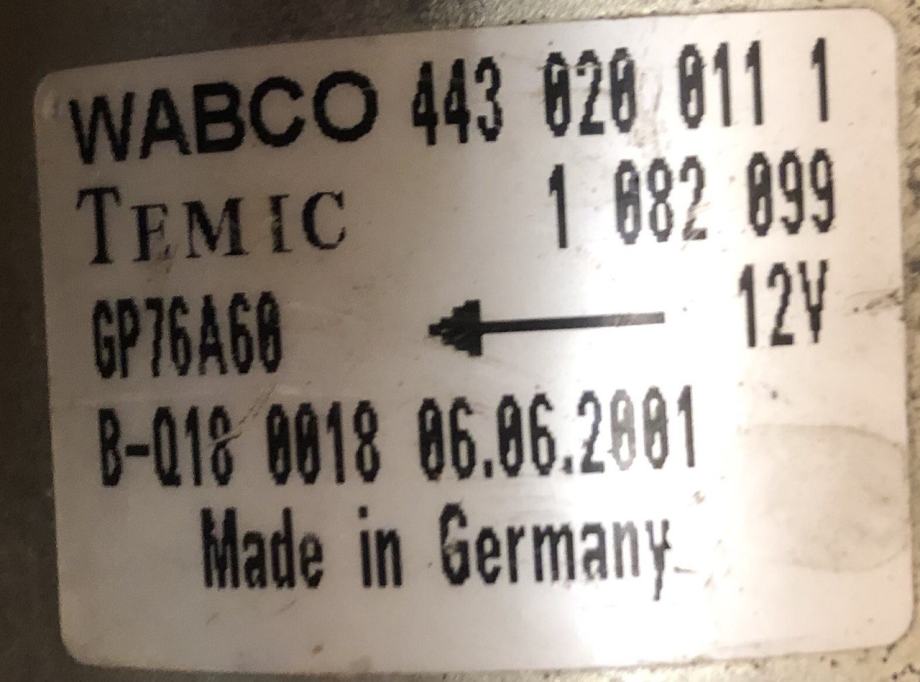 WABCO 443 020 011 1
TEMIC 1 082 099
GP76A60 12V
B-Q18 0018 06.06.2001
Made in Germany